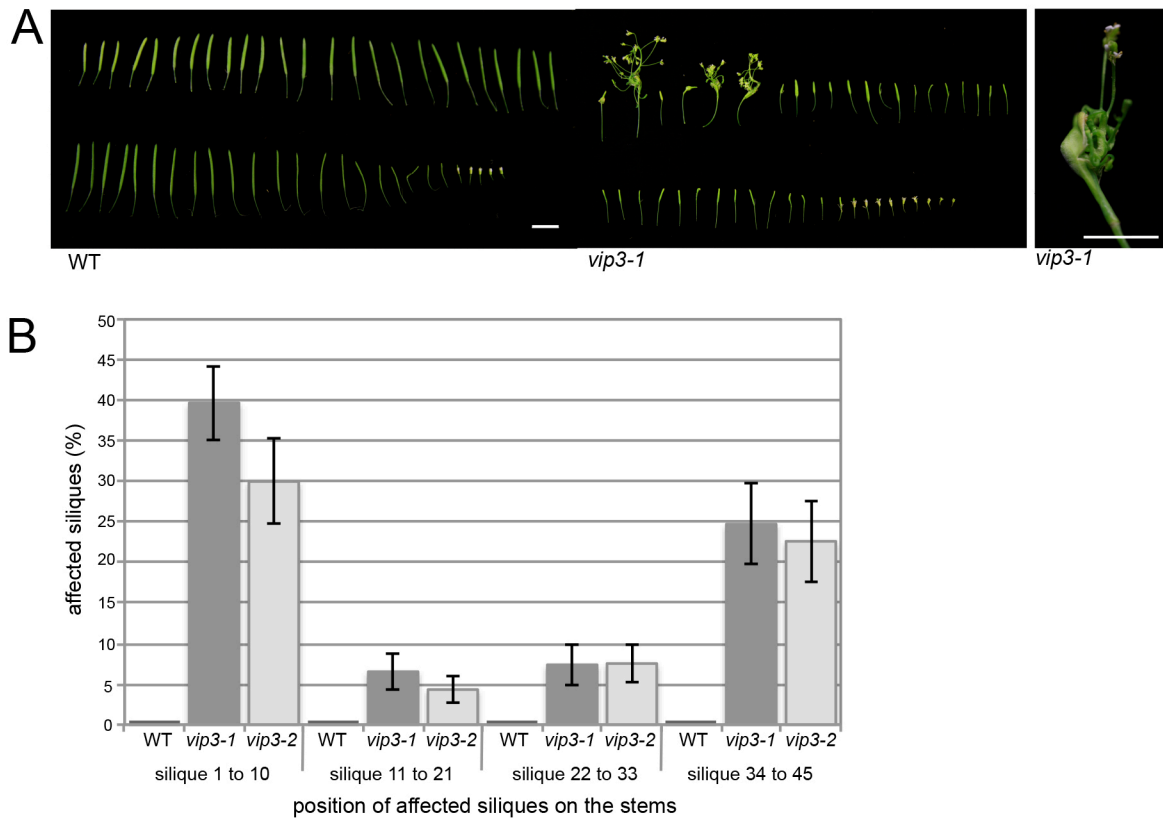 A
WT
vip3-1
vip3-1
B
affected siliques (%)
50
45
40
35
30
25
20
15
10
5
0
WT vip3-1 vip3-2 WT vip3-1 vip3-2 WT vip3-1 vip3-2 WT vip3-1 vip3-2
silique 1 to 10 silique 11 to 21 silique 22 to 33 silique 34 to 45
position of affected siliques on the stems